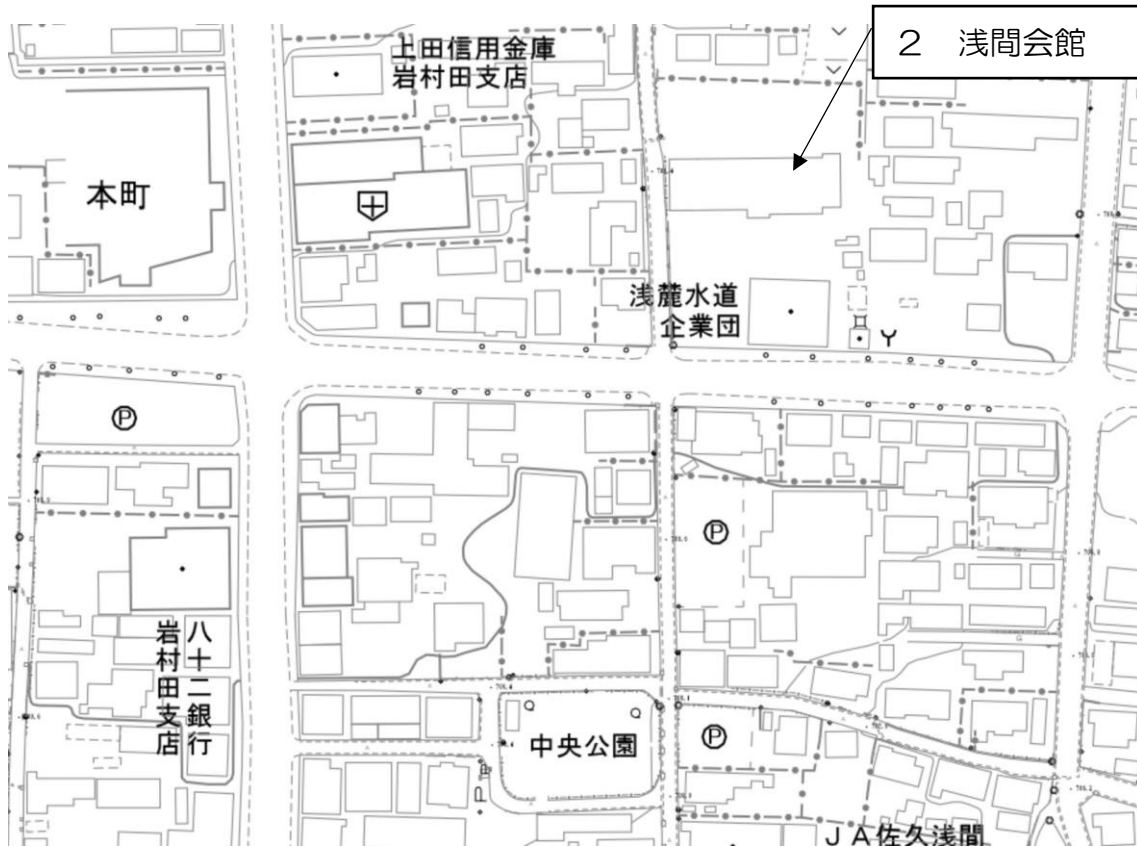 2 浅間会館
上田信用金庫
岩村田支店
本町
浅麓水道
企業団
Ⓟ
Ⓟ
八十二銀行
岩村田支店
中央公園
Ⓟ
JA佐久浅間